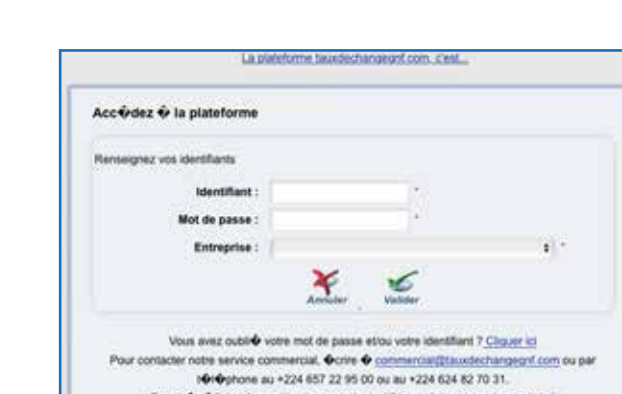 La plateforme tauxdechangegnf.com, c'est...
Acc�dez � la plateforme
Renseignez vos identifiants
Identifiant : *
Mot de passe : *
Entreprise : *
Annuler Valider
Vous avez oubli� votre mot de passe et/ou votre identifiant ? Cliquer ici
Pour contacter notre service commercial, �crire � commercial@tauxdechangegnf.com ou par
t�l�phone au +224 657 22 95 00 ou au +224 624 82 70 31.